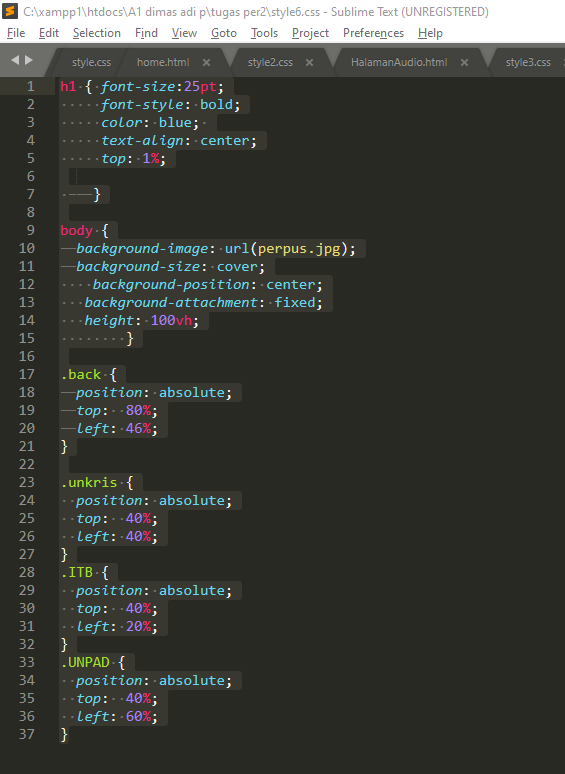 C:\xampp1\htdocs\A1 dimas adi p\tugas per2\style6.css - Sublime Text (UNREGISTERED)
File Edit Selection Find View Goto Tools Project Preferences Help
style.css home.html × style2.css × HalamanAudio.html × style3.css
1 h1 { font-size:25pt;
2 font-style: bold;
3 color: blue;
4 text-align: center;
5 top: 1%;
6
7 }
8
9 body {
10 background-image: url(perpus.jpg);
11 background-size: cover;
12 background-position: center;
13 background-attachment: fixed;
14 height: 100vh;
15 }
16
17 .back {
18 position: absolute;
19 top: 80%;
20 left: 46%;
21 }
22
23 .unkris {
24 position: absolute;
25 top: 40%;
26 left: 40%;
27 }
28 .ITB {
29 position: absolute;
30 top: 40%;
31 left: 20%;
32 }
33 .UNPAD {
34 position: absolute;
35 top: 40%;
36 left: 60%;
37 }